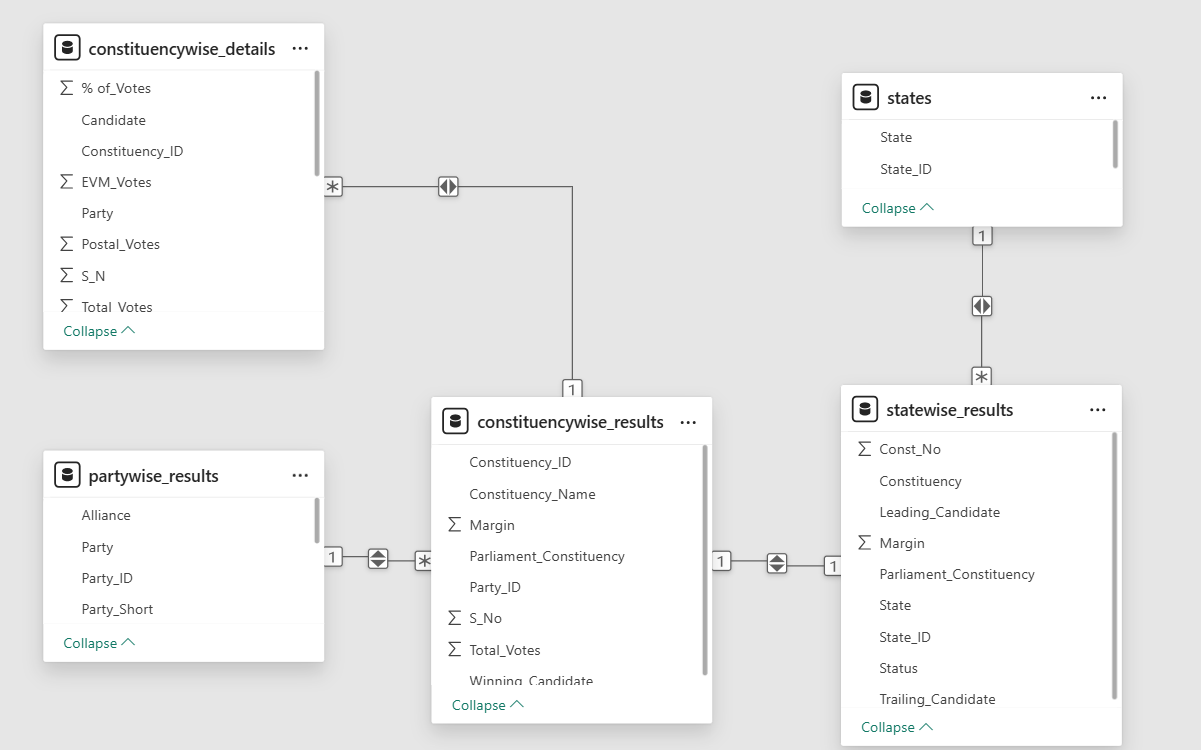 constituencywise_details ...
Σ % of_Votes
Candidate
Constituency_ID
Σ EVM_Votes
Party
Σ Postal_Votes
Σ S_N
Σ Total_Votes
Collapse
*
1
states ...
State
State_ID
Collapse
1
*
partywise_results ...
Alliance
Party
Party_ID
Party_Short
Collapse
1
*
constituencywise_results ...
Constituency_ID
Constituency_Name
Σ Margin
Parliament_Constituency
Party_ID
Σ S_No
Σ Total_Votes
Winning_Candidate
Collapse
1
1
statewise_results ...
Σ Const_No
Constituency
Leading_Candidate
Σ Margin
Parliament_Constituency
State
State_ID
Status
Trailing_Candidate
Collapse